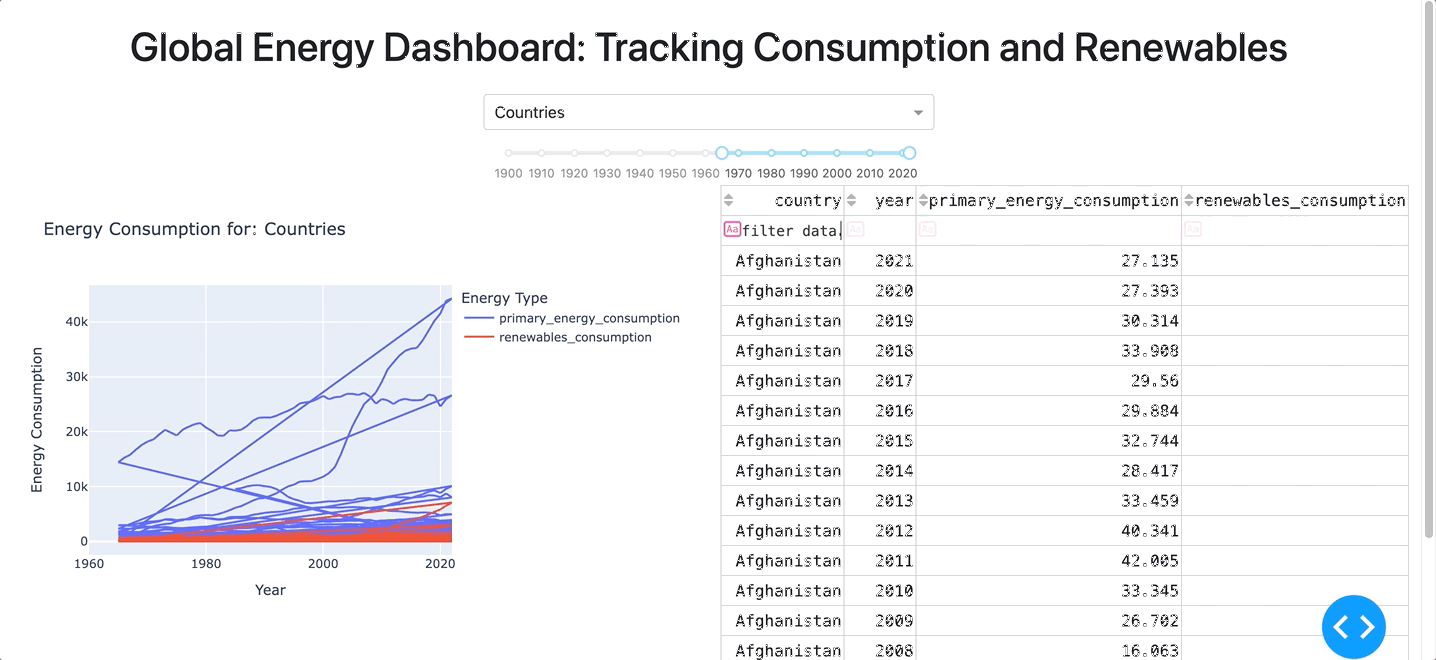 Global Energy Dashboard: Tracking Consumption and Renewables
Countries
1900 1910 1920 1930 1940 1950 1960 1970 1980 1990 2000 2010 2020
Energy Consumption for: Countries
Energy Consumption
40k
30k
20k
10k
0
1960 1980 2000 2020
Year
Energy Type
primary_energy_consumption
renewables_consumption
country year primary_energy_consumption renewables_consumption
Aa filter data. Aa Aa Aa
Afghanistan 2021 27.135
Afghanistan 2020 27.393
Afghanistan 2019 30.314
Afghanistan 2018 33.908
Afghanistan 2017 29.56
Afghanistan 2016 29.884
Afghanistan 2015 32.744
Afghanistan 2014 28.417
Afghanistan 2013 33.459
Afghanistan 2012 40.341
Afghanistan 2011 42.005
Afghanistan 2010 33.345
Afghanistan 2009 26.702
Afghanistan 2008 16.063